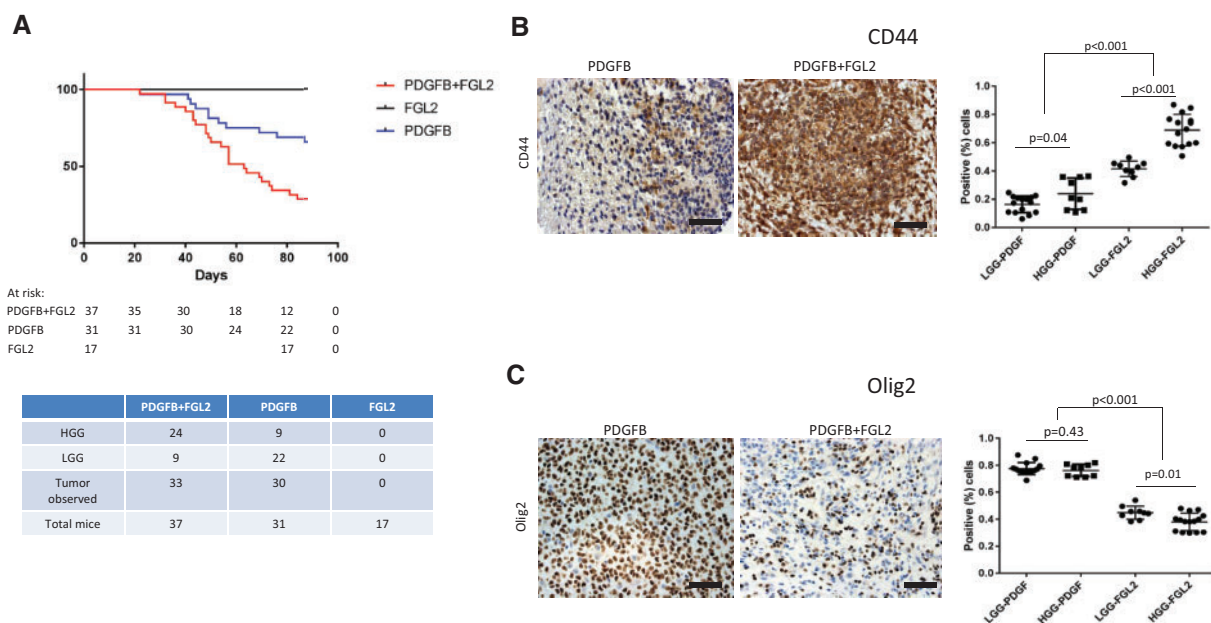 A
100
50
0
0 20 40 60 80 100
Days
PDGFB+FGL2
FGL2
PDGFB
At risk:
PDGFB+FGL2 37 35 30 18 12 0
PDGFB 31 31 30 24 22 0
FGL2 17 17 0
PDGFB+FGL2 PDGFB FGL2
HGG 24 9 0
LGG 9 22 0
Tumor
observed 33 30 0
Total mice 37 31 17
B
CD44
PDGFB PDGFB+FGL2
CD44
p<0.001
p<0.001
p=0.04
Positive (%) cells
1.0
0.8
0.6
0.4
0.2
0.0
LGG-PDGF
HGG-PDGF
LGG-FGL2
HGG-FGL2
C
Olig2
PDGFB PDGFB+FGL2
Olig2
p<0.001
p=0.43
p=0.01
Positive (%) cells
1.0
0.8
0.6
0.4
0.2
0.0
LGG-PDGF
HGG-PDGF
LGG-FGL2
HGG-FGL2